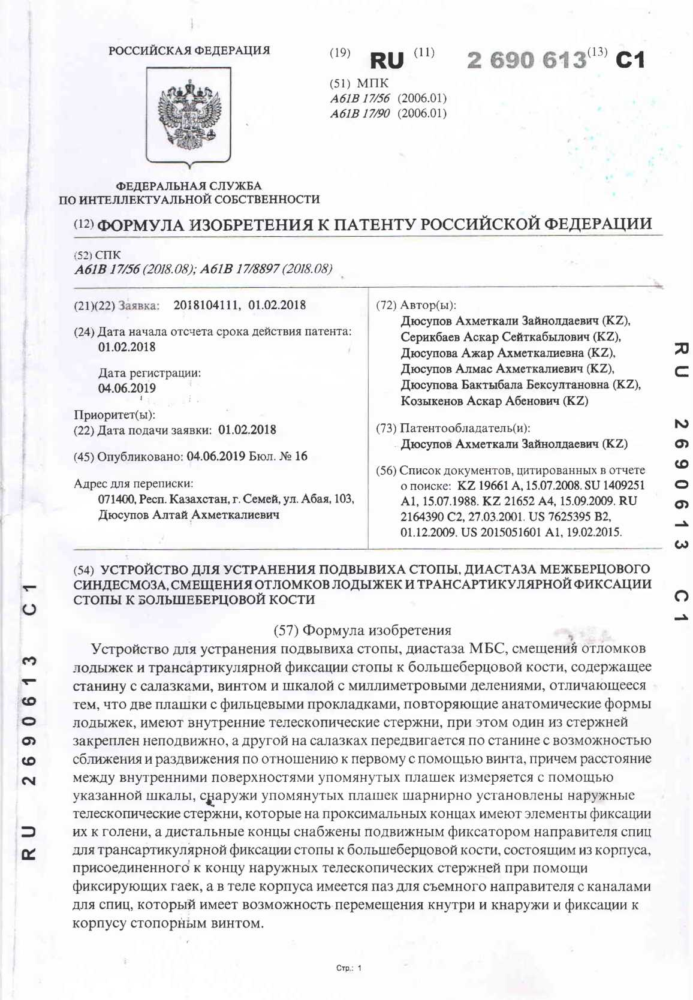 РОССИЙСКАЯ ФЕДЕРАЦИЯ
(19) RU (11) 2 690 613 (13) C1
(51) МПК
A61B 17/56 (2006.01)
A61B 17/90 (2006.01)
ФЕДЕРАЛЬНАЯ СЛУЖБА
ПО ИНТЕЛЛЕКТУАЛЬНОЙ СОБСТВЕННОСТИ
(12) ФОРМУЛА ИЗОБРЕТЕНИЯ К ПАТЕНТУ РОССИЙСКОЙ ФЕДЕРАЦИИ
(52) СПК
A61B 17/56 (2018.08); A61B 17/8897 (2018.08)
(21)(22) Заявка: 2018104111, 01.02.2018
(24) Дата начала отсчета срока действия патента:
01.02.2018
Дата регистрации:
04.06.2019
Приоритет(ы):
(22) Дата подачи заявки: 01.02.2018
(45) Опубликовано: 04.06.2019 Бюл. № 16
Адрес для переписки:
071400, Респ. Казахстан, г. Семей, ул. Абая, 103,
Дюсупов Алтай Ахметкалиевич
(72) Автор(ы):
Дюсупов Ахметкали Зайнолдаевич (KZ),
Серикбаев Аскар Сейткабылович (KZ),
Дюсупова Ажар Ахметкалиевна (KZ),
Дюсупов Алмас Ахметкалиевич (KZ),
Дюсупова Бактыбала Бексултановна (KZ),
Козыкенов Аскар Абенович (KZ)
(73) Патентообладатель(и):
Дюсупов Ахметкали Зайнолдаевич (KZ)
(56) Список документов, цитированных в отчете
о поиске: KZ 19661 A, 15.07.2008. SU 1409251
A1, 15.07.1988. KZ 21652 A4, 15.09.2009. RU
2164390 C2, 27.03.2001. US 7625395 B2,
01.12.2009. US 2015051601 A1, 19.02.2015.
(54) УСТРОЙСТВО ДЛЯ УСТРАНЕНИЯ ПОДВЫВИХА СТОПЫ, ДИАСТАЗА МЕЖБЕРЦОВОГО
СИНДЕСМОЗА, СМЕЩЕНИЯ ОТЛОМКОВ ЛОДЫЖЕК И ТРАНСАРТИКУЛЯРНОЙ ФИКСАЦИИ
СТОПЫ К БОЛЬШЕБЕРЦОВОЙ КОСТИ
(57) Формула изобретения
Устройство для устранения подвывиха стопы, диастаза МБС, смещения отломков
лодыжек и трансартикулярной фиксации стопы к большеберцовой кости, содержащее
станину с салазками, винтом и шкалой с миллиметровыми делениями, отличающееся
тем, что две плашки с фильцевыми прокладками, повторяющие анатомические формы
лодыжек, имеют внутренние телескопические стержни, при этом один из стержней
закреплен неподвижно, а другой на салазках передвигается по станине с возможностью
сближения и раздвижения по отношению к первому с помощью винта, причем расстояние
между внутренними поверхностями упомянутых плашек измеряется с помощью
указанной шкалы, снаружи упомянутых плашек шарнирно установлены наружные
телескопические стержни, которые на проксимальных концах имеют элементы фиксации
их к голени, а дистальные концы снабжены подвижным фиксатором направителя спиц
для трансартикулярной фиксации стопы к большеберцовой кости, состоящим из корпуса,
присоединенного к концу наружных телескопических стержней при помощи
фиксирующих гаек, а в теле корпуса имеется паз для съемного направителя с каналами
для спиц, который имеет возможность перемещения кнутри и кнаружи и фиксации к
корпусу стопорным винтом.
Стр.: 1
RU 2690613 C1
RU 2690613 C1